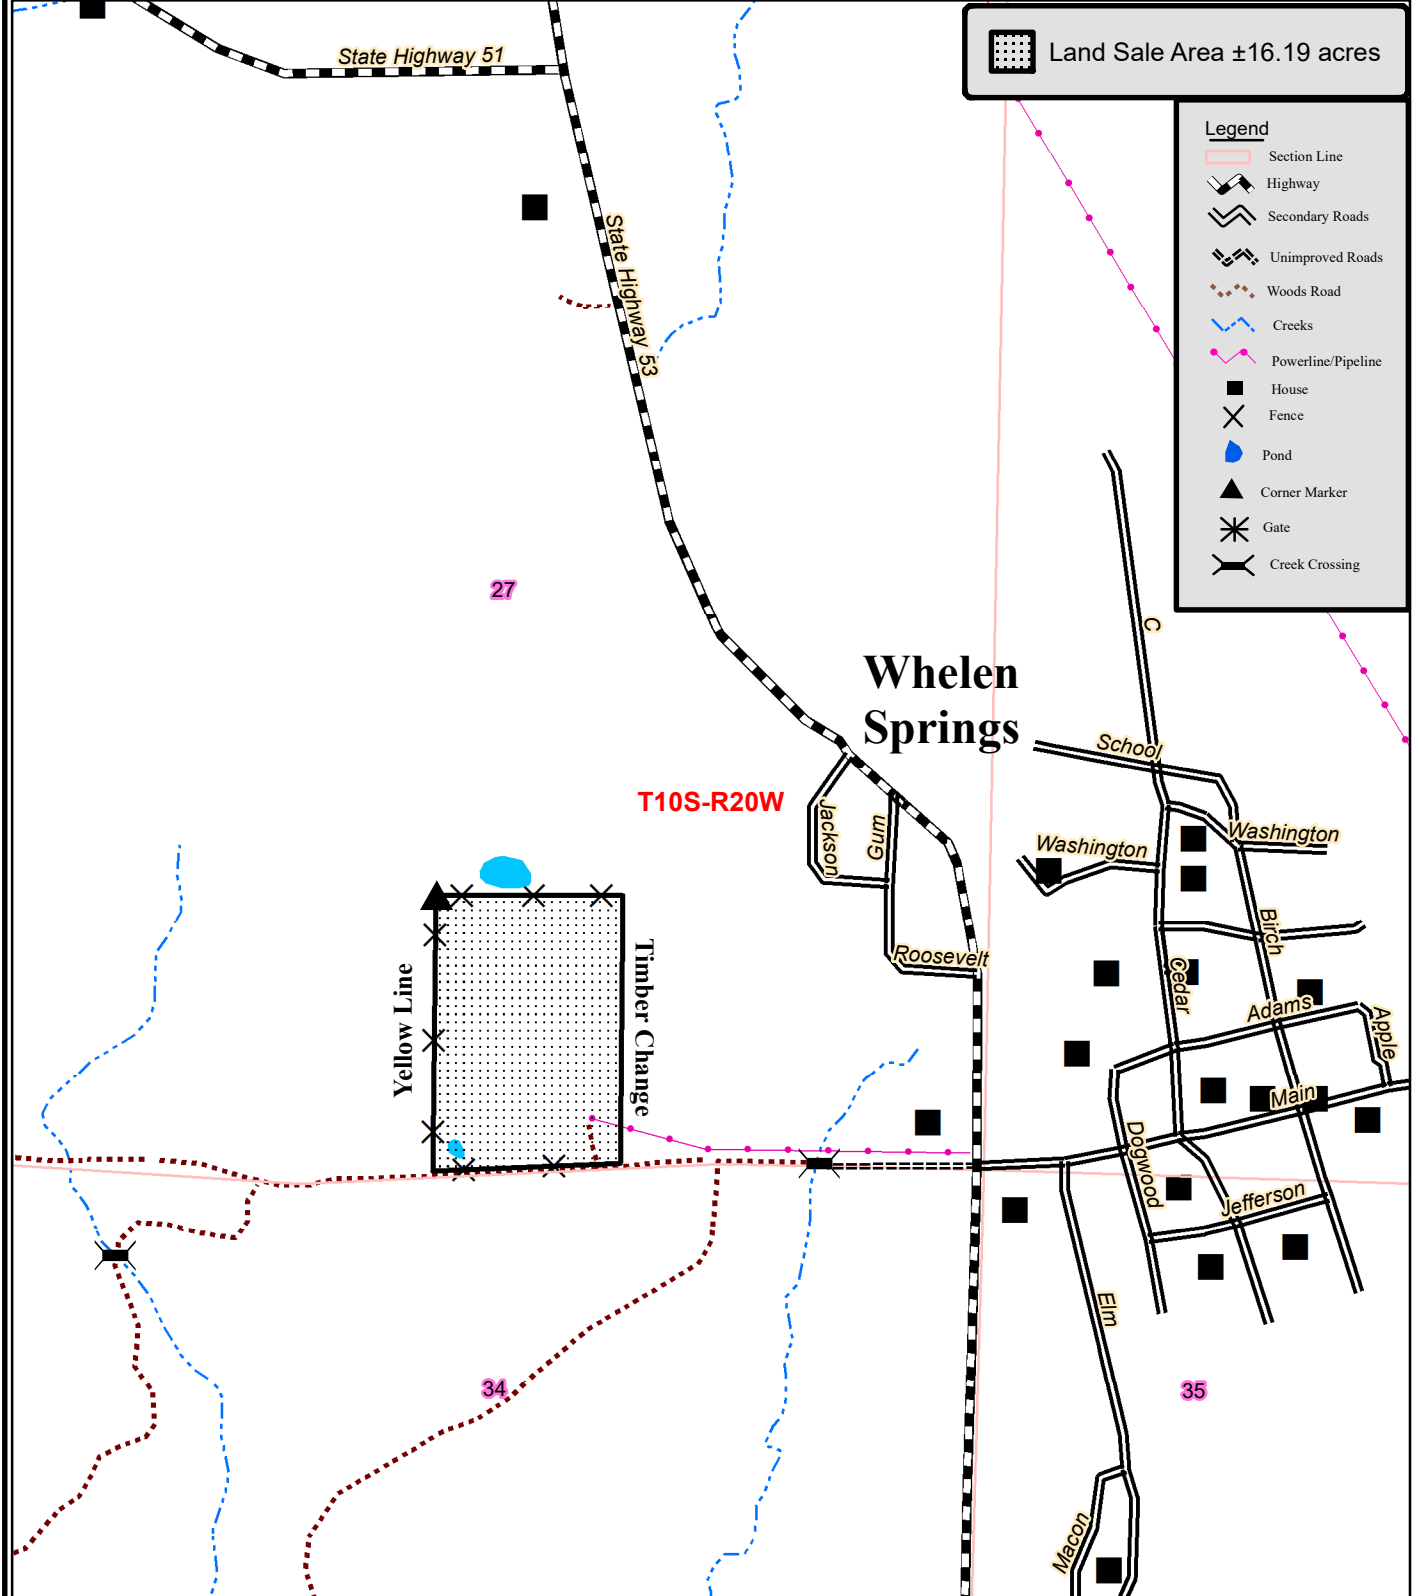 State Highway 51
Land Sale Area ±16.19 acres
Legend
Section Line
Highway
Secondary Roads
Unimproved Roads
Woods Road
Creeks
Powerline/Pipeline
House
Fence
Pond
Corner Marker
Gate
Creek Crossing
State Highway 53
27
C
Whelen
Springs
School
T10S-R20W
Jackson
Gum
Washington
Washington
Birch
Roosevelt
Cedar
Yellow Line
Timber Change
Adams
Apple
Main
Dogwood
Jefferson
Elm
34
35
Macon